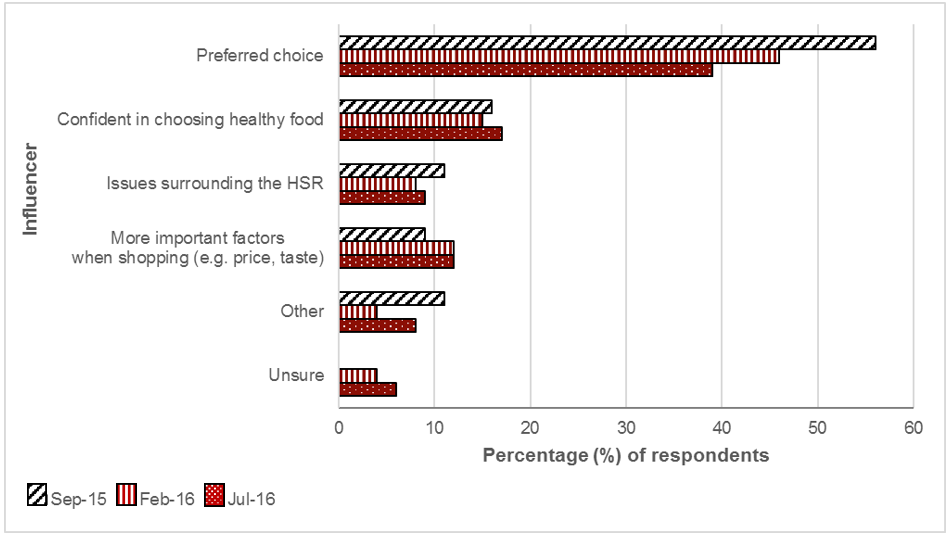 Influencer
Preferred choice
Confident in choosing healthy food
Issues surrounding the HSR
More important factors
when shopping (e.g. price, taste)
Other
Unsure
0 10 20 30 40 50 60
Percentage (%) of respondents
Sep-15 Feb-16 Jul-16